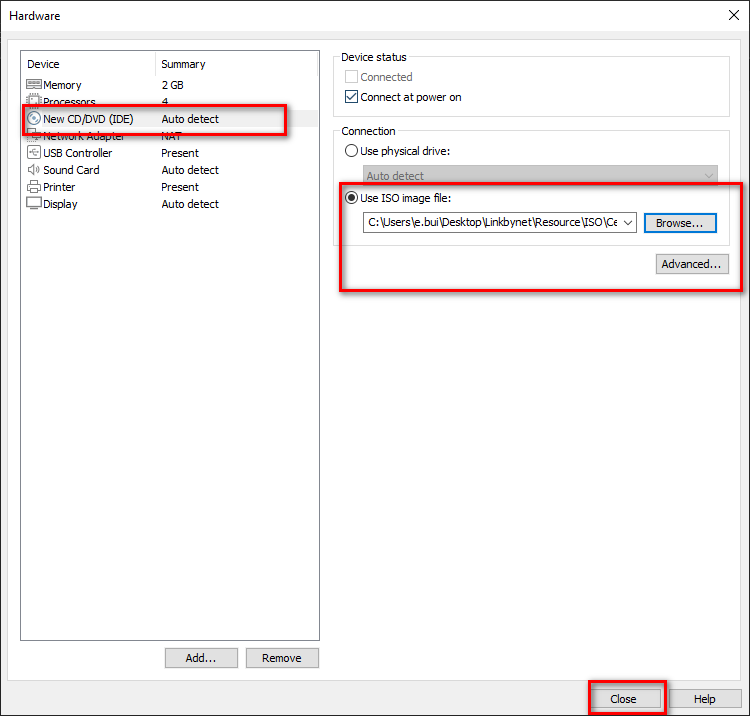 Hardware
Device Summary
Memory 2 GB
Processors 4
New CD/DVD (IDE) Auto detect
Network Adapter NAT
USB Controller Present
Sound Card Auto detect
Printer Present
Display Auto detect
Add... Remove
Device status
Connected
Connect at power on
Connection
Use physical drive:
Auto detect
Use ISO image file:
C:\Users\e.bui\Desktop\Linkbynet\Resource\ISO\Ce Browse...
Advanced...
Close Help